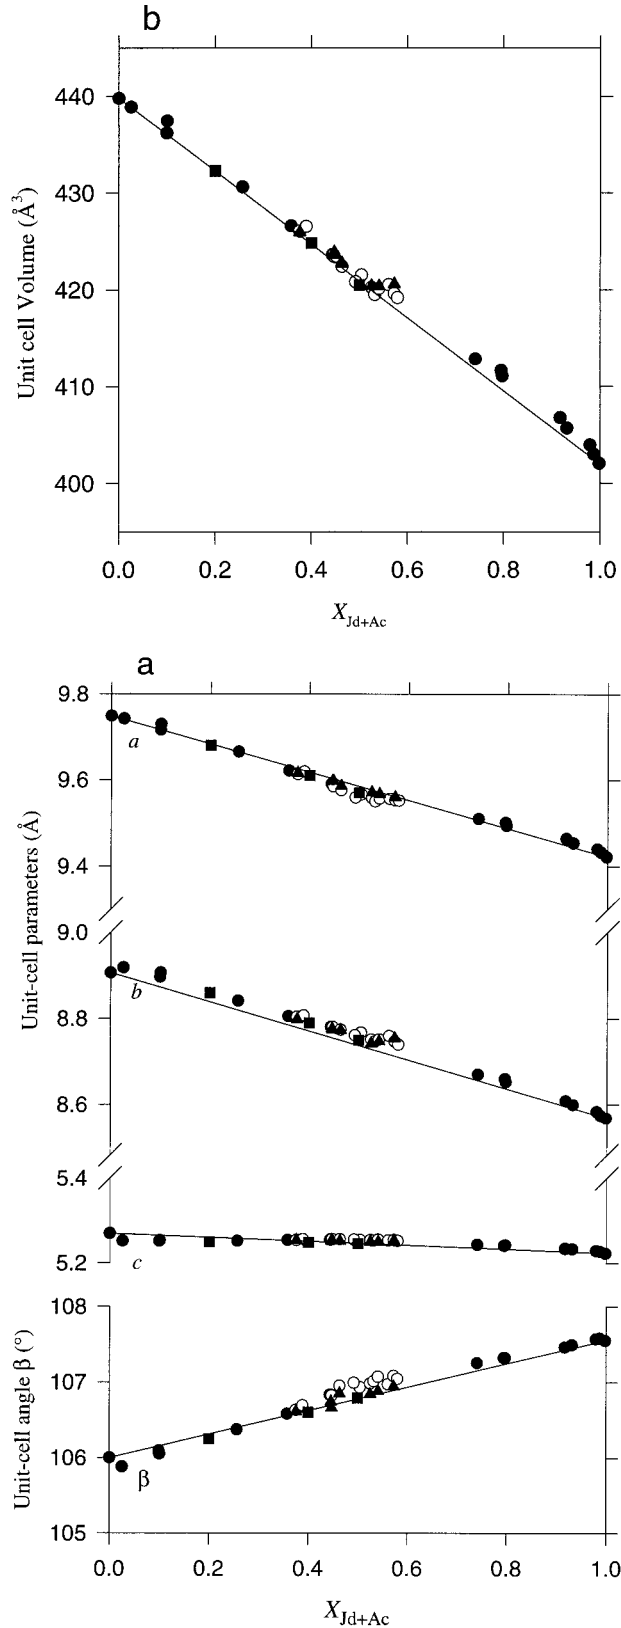 b
440
430
420
410
400
Unit cell Volume (Å³)
0.0 0.2 0.4 0.6 0.8 1.0
X_Jd+Ac
a
9.8
9.6
9.4
9.0
8.8
8.6
5.4
5.2
a
b
c
Unit-cell parameters (Å)
108
107
106
105
β
Unit-cell angle β (°)
0.0 0.2 0.4 0.6 0.8 1.0
X_Jd+Ac